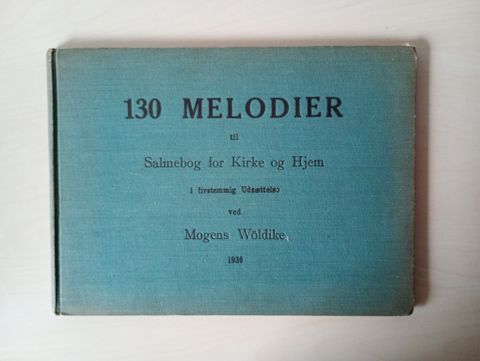 130 MELODIER
til
Salmebog for Kirke og Hjem
i firstemmig Udsættelse
ved
Mogens Wöldike
1936